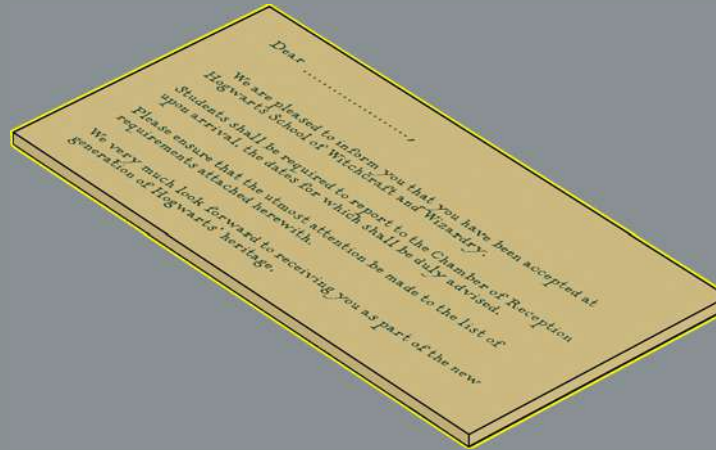 Dear ....................,
We are pleased to inform you that you have been accepted at
Hogwarts School of Witchcraft and Wizardry.
Students shall be required to report to the Chamber of Reception
upon arrival, the dates for which shall be duly advised.
Please ensure that the utmost attention be made to the list of
requirements attached herewith.
We very much look forward to receiving you as part of the new
generation of Hogwarts' heritage.